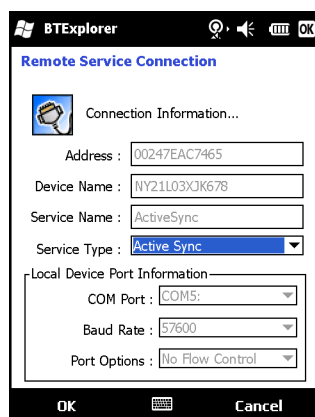 BTExplorer
OK
Remote Service Connection
Connection Information...
Address : 00247EAC7465
Device Name : NY21L03XJK678
Service Name : ActiveSync
Service Type : Active Sync
Local Device Port Information
COM Port : COM5:
Baud Rate : 57600
Port Options : No Flow Control
OK Cancel